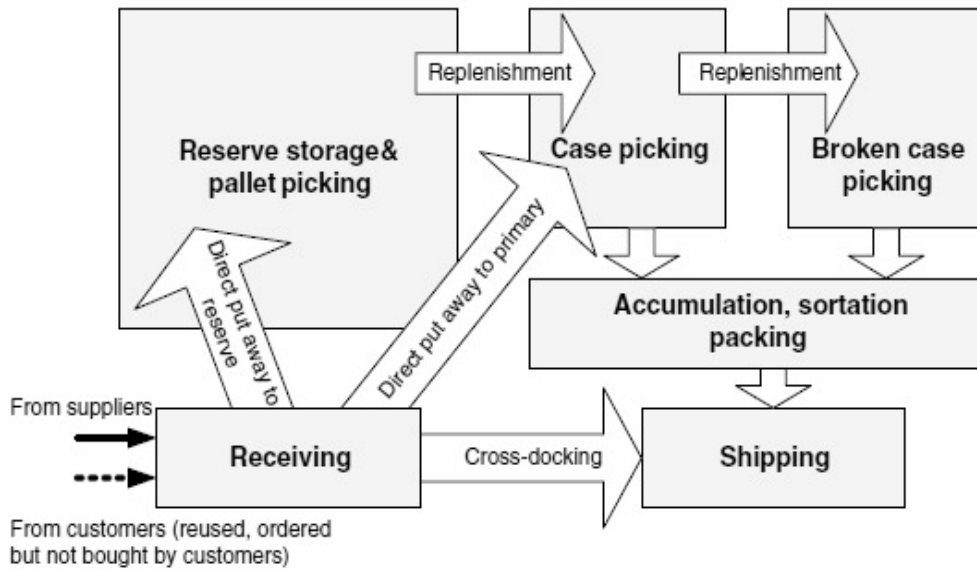 Replenishment
Replenishment
Reserve storage&
pallet picking
Case picking
Broken case
picking
Direct put away to
reserve
Direct put away to primary
Accumulation, sortation
packing
From suppliers
Receiving
Cross-docking
Shipping
From customers (reused, ordered
but not bought by customers)